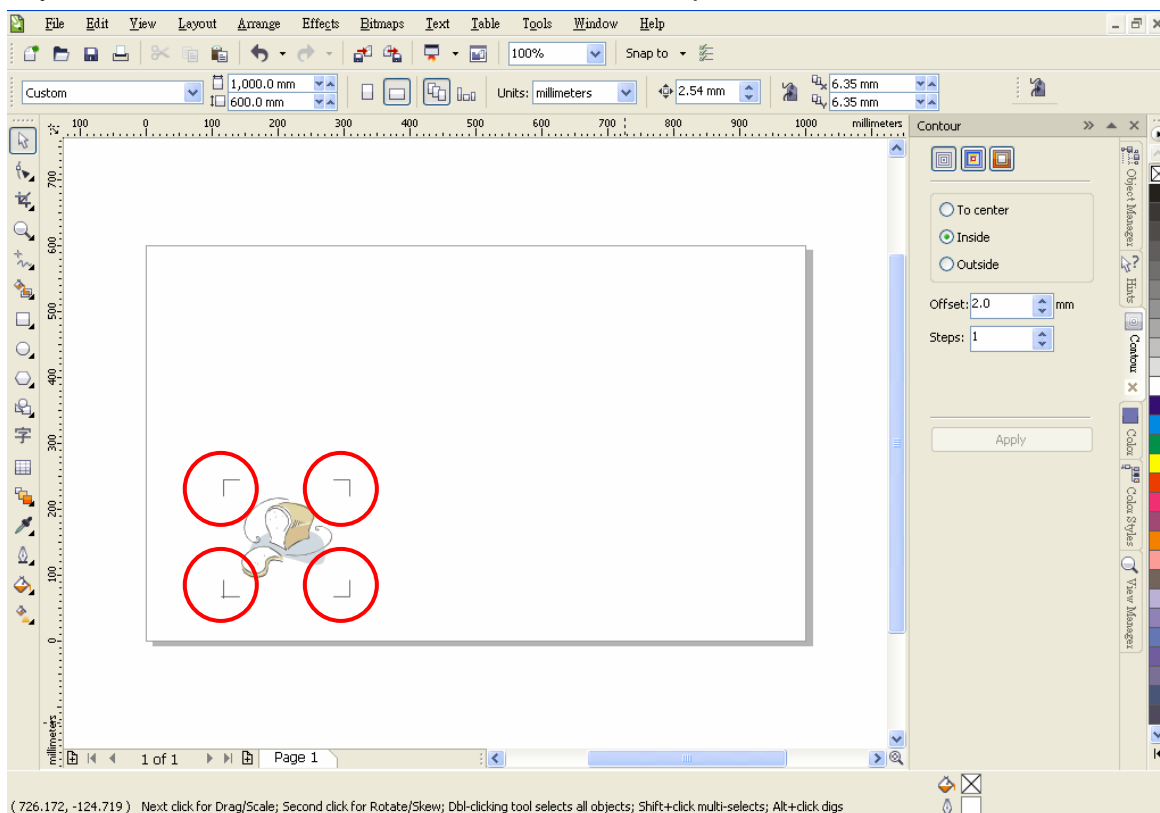 File Edit View Layout Arrange Effects Bitmaps Text Table Tools Window Help
100% Snap to
Custom 1,000.0 mm 600.0 mm Units: millimeters 2.54 mm 6.35 mm 6.35 mm
100 0 100 200 300 400 500 600 700 800 900 1000 millimeters
700
600
500
400
300
200
100
0
millimeters
字
Contour
To center
Inside
Outside
Offset: 2.0 mm
Steps: 1
Apply
Object Manager
Hints
Contour
Color
Color Styles
View Manager
1 of 1 Page 1
( 726.172, -124.719 ) Next click for Drag/Scale; Second click for Rotate/Skew; Dbl-clicking tool selects all objects; Shift+click multi-selects; Alt+click digs